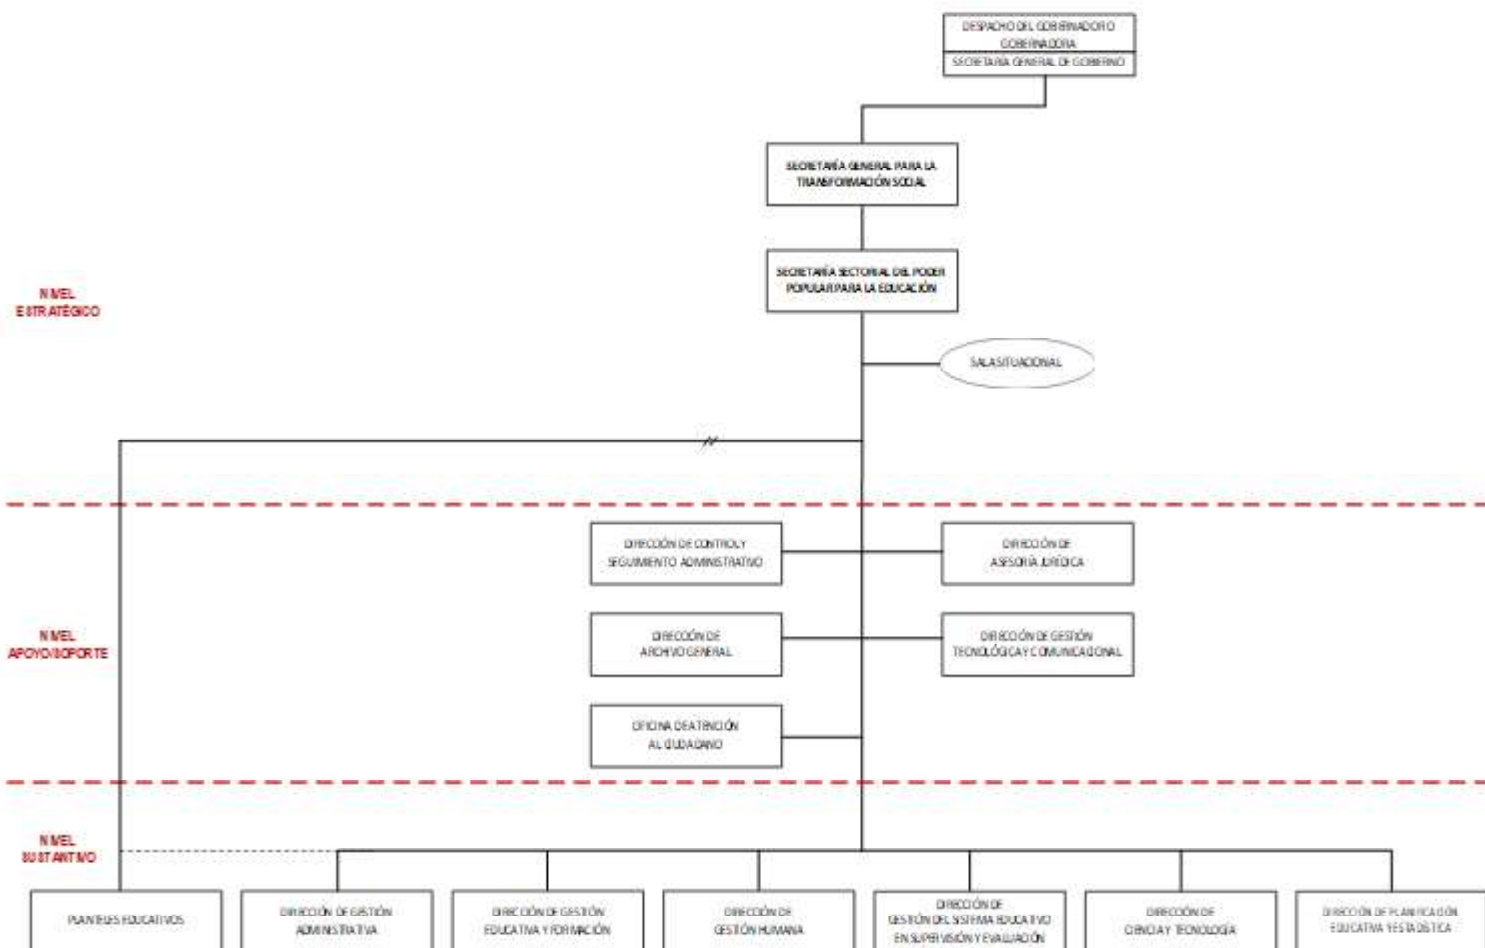 DESPACHO DEL GOBERNADOR O
GOBERNADORA
SECRETARÍA GENERAL DE GOBIERNO
SECRETARÍA GENERAL PARA LA
TRANSFORMACIÓN SOCIAL
SECRETARÍA SECTORIAL DEL PODER
POPULAR PARA LA EDUCACIÓN
NIVEL
ESTRATÉGICO
SALA SITUACIONAL
DIRECCIÓN DE CONTROL Y
SEGUIMIENTO ADMINISTRATIVO
DIRECCIÓN DE
ASESORÍA JURÍDICA
NIVEL
APOYO/SOPORTE
DIRECCIÓN DE
ARCHIVO GENERAL
DIRECCIÓN DE GESTIÓN
TECNOLÓGICA Y COMUNICACIONAL
OFICINA DE ATENCIÓN
AL CIUDADANO
NIVEL
SUSTANTIVO
PLANTELES EDUCATIVOS
DIRECCIÓN DE GESTIÓN
ADMINISTRATIVA
DIRECCIÓN DE GESTIÓN
EDUCATIVA Y FORMACIÓN
DIRECCIÓN DE
GESTIÓN HUMANA
DIRECCIÓN DE
GESTIÓN DEL SISTEMA EDUCATIVO
EN SUPERVISIÓN Y EVALUACIÓN
DIRECCIÓN DE
CIENCIA Y TECNOLOGÍA
DIRECCIÓN DE PLANIFICACIÓN
EDUCATIVA Y ESTADÍSTICA